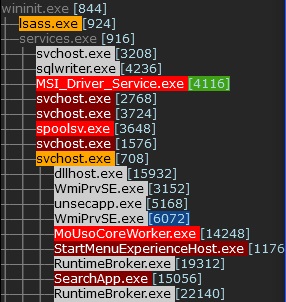 wininit.exe [844]
lsass.exe [924]
services.exe [916]
svchost.exe [3208]
sqlwriter.exe [4236]
MSI_Driver_Service.exe [4116]
svchost.exe [2768]
svchost.exe [3724]
spoolsv.exe [3648]
svchost.exe [1576]
svchost.exe [708]
dllhost.exe [15932]
WmiPrvSE.exe [3152]
unsecapp.exe [5168]
WmiPrvSE.exe [6072]
MoUsoCoreWorker.exe [14248]
StartMenuExperienceHost.exe [1176
RuntimeBroker.exe [19312]
SearchApp.exe [15056]
RuntimeBroker.exe [22140]